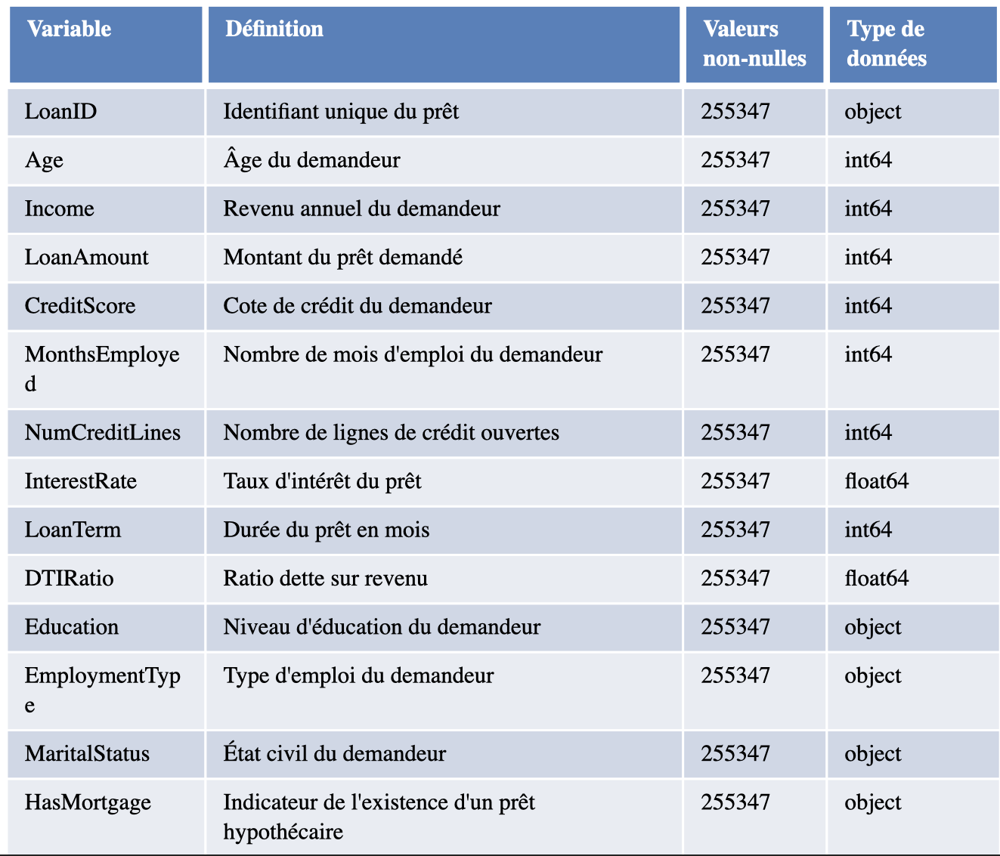 Variable Définition Valeurs non-nulles Type de données
LoanID Identifiant unique du prêt 255347 object
Age Âge du demandeur 255347 int64
Income Revenu annuel du demandeur 255347 int64
LoanAmount Montant du prêt demandé 255347 int64
CreditScore Cote de crédit du demandeur 255347 int64
MonthsEmploye
d Nombre de mois d'emploi du demandeur 255347 int64
NumCreditLines Nombre de lignes de crédit ouvertes 255347 int64
InterestRate Taux d'intérêt du prêt 255347 float64
LoanTerm Durée du prêt en mois 255347 int64
DTIRatio Ratio dette sur revenu 255347 float64
Education Niveau d'éducation du demandeur 255347 object
EmploymentTyp
e Type d'emploi du demandeur 255347 object
MaritalStatus État civil du demandeur 255347 object
HasMortgage Indicateur de l'existence d'un prêt
hypothécaire 255347 object